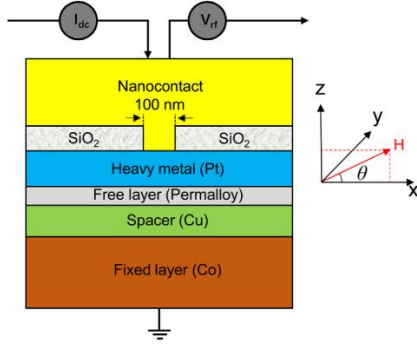 I_dc
V_rf
Nanocontact
100 nm
SiO₂
SiO₂
Heavy metal (Pt)
Free layer (Permalloy)
Spacer (Cu)
Fixed layer (Co)
z
y
H
θ
x